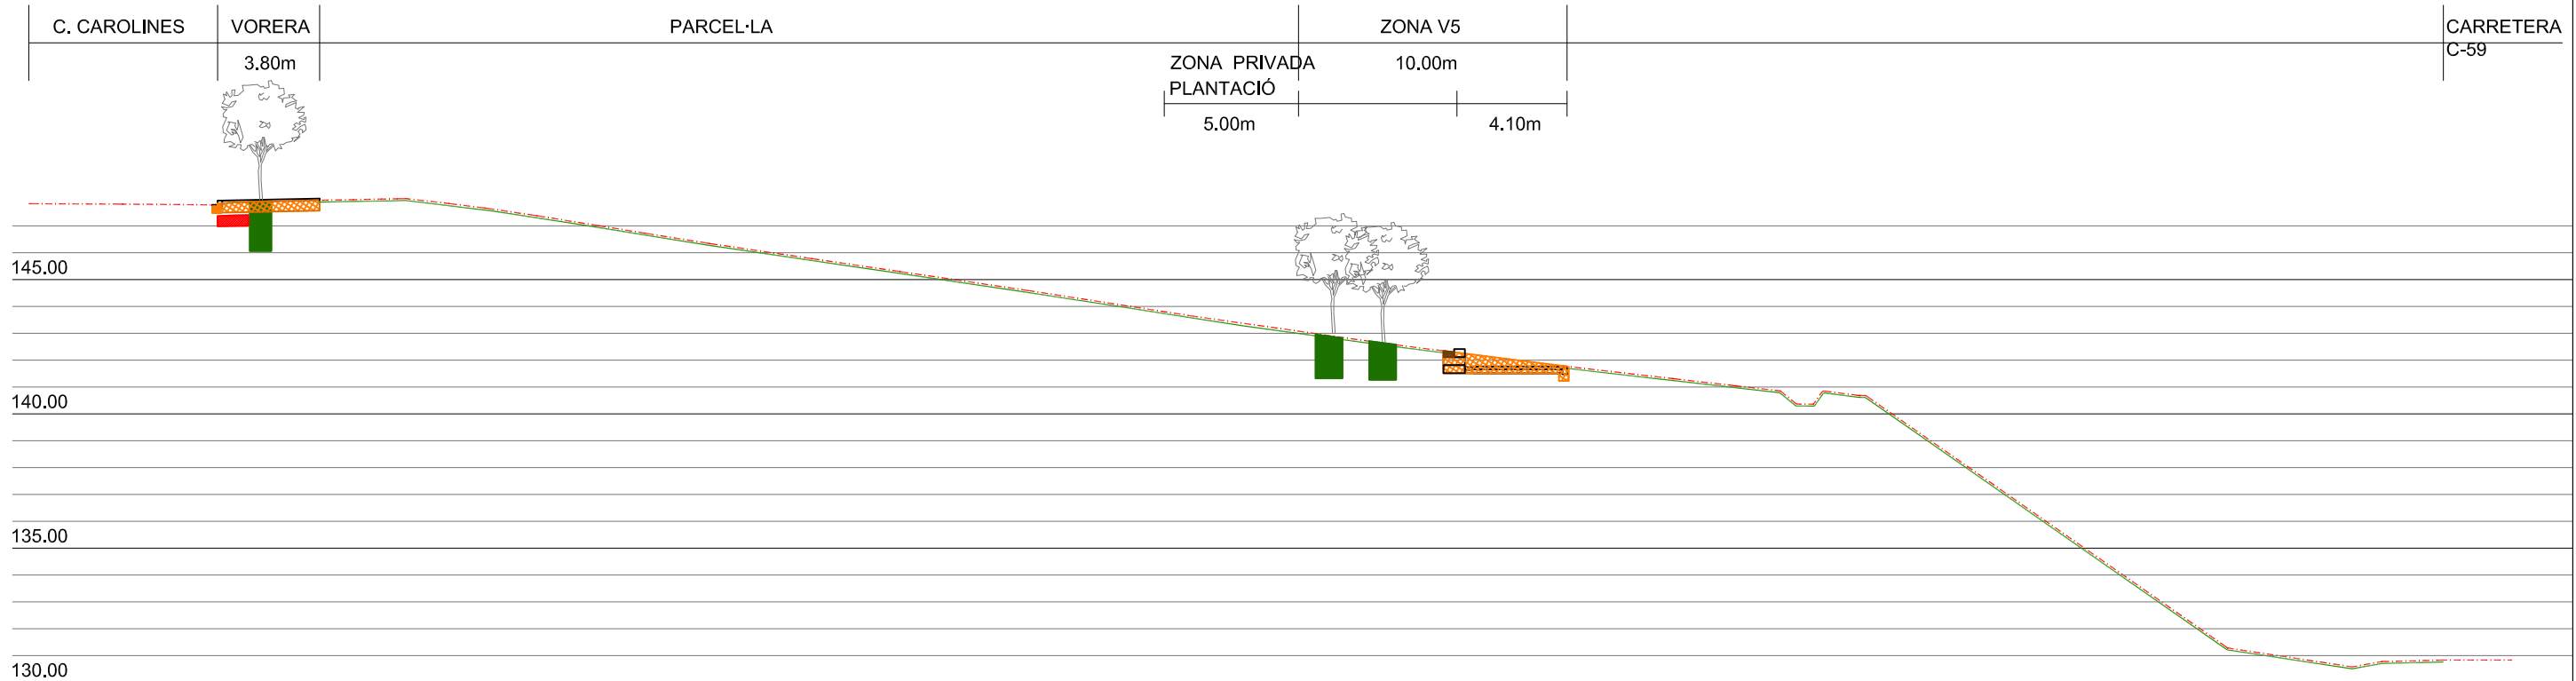 C. CAROLINES
VORERA
PARCEL·LA
ZONA V5
CARRETERA
C-59
3.80m
ZONA PRIVADA
PLANTACIÓ
10.00m
5.00m
4.10m
145.00
140.00
135.00
130.00